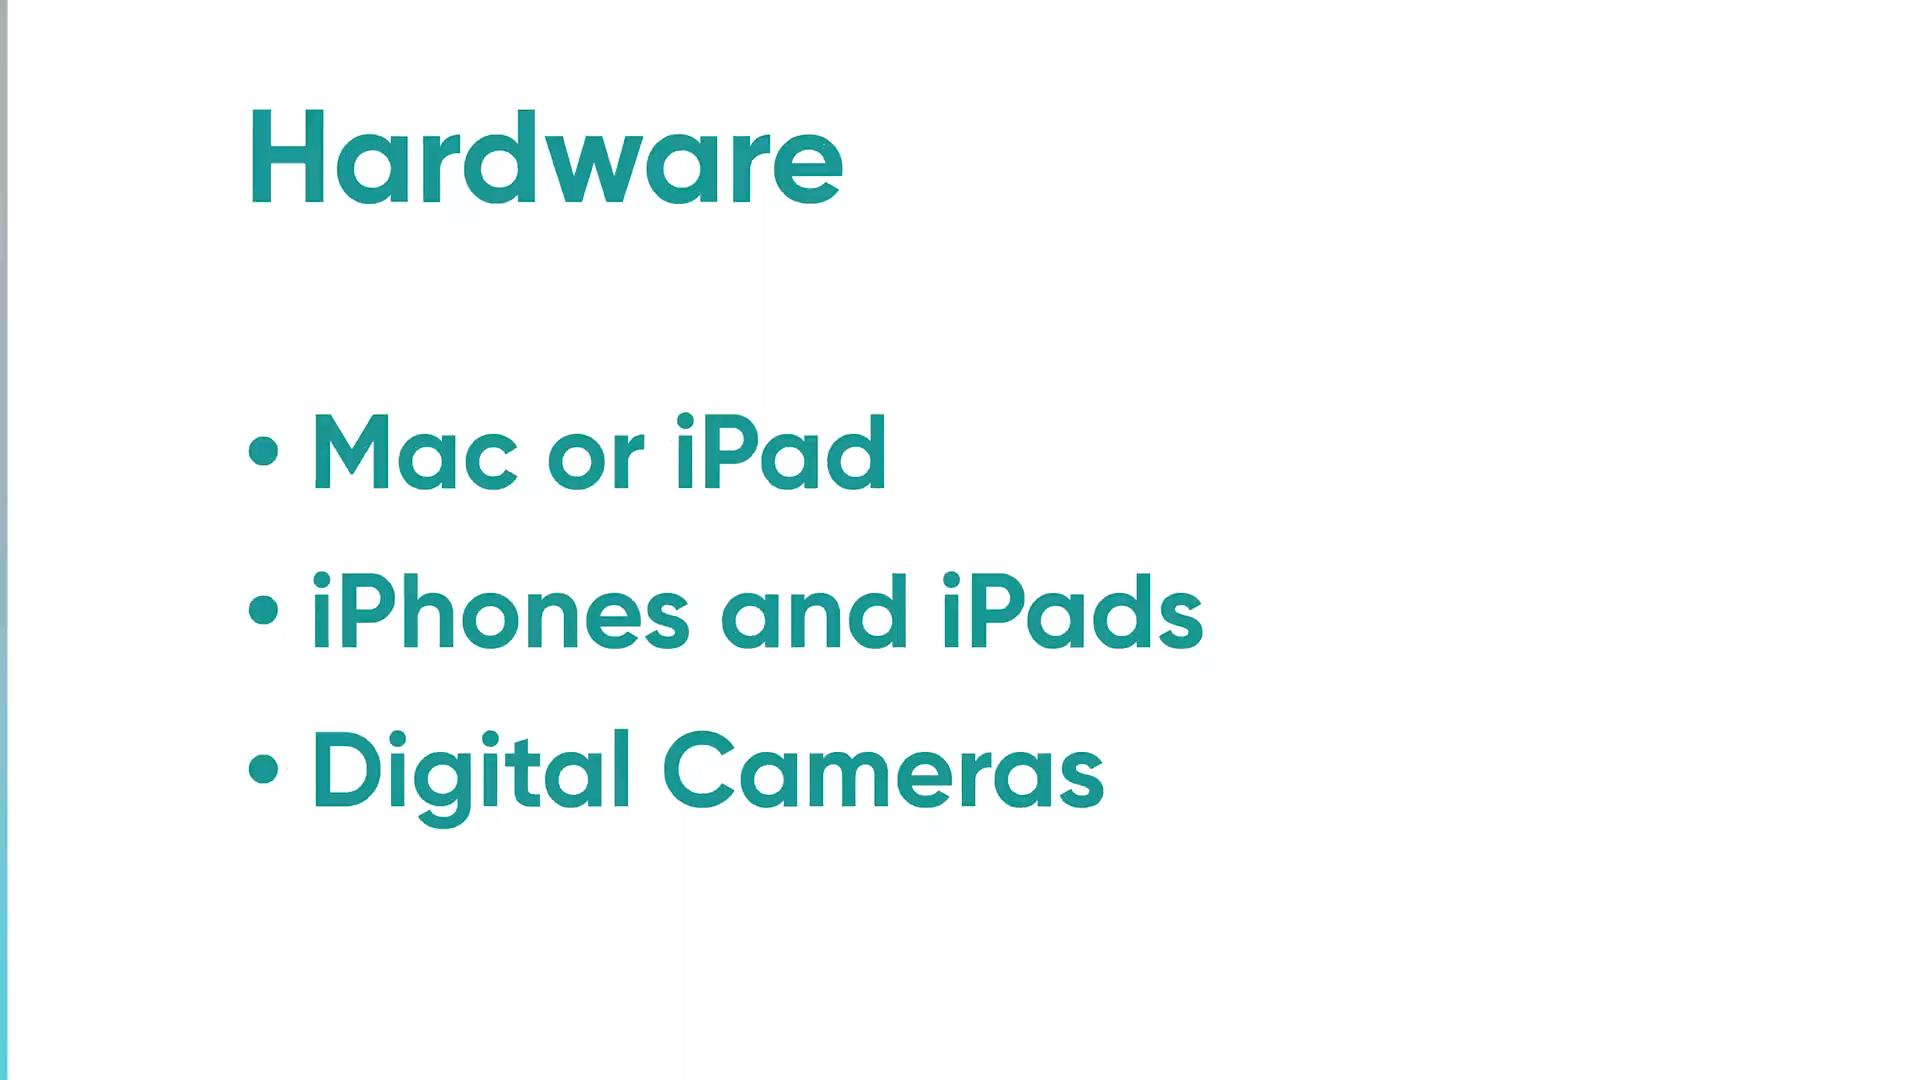 Hardware
• Mac or iPad
• iPhones and iPads
• Digital Cameras